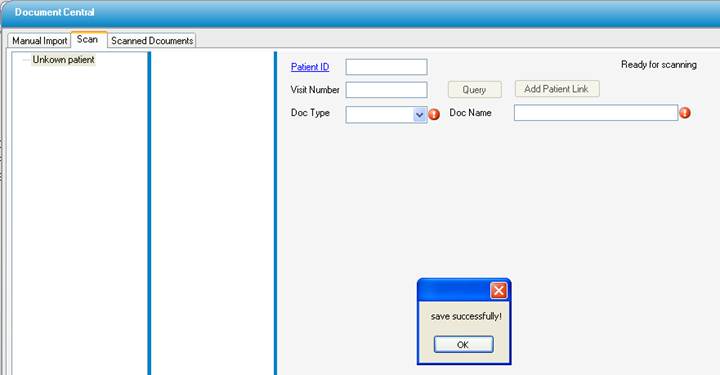 Document Central
Manual Import Scan Scanned Dcouments
Unkown patient
Patient ID Ready for scanning
Visit Number Query Add Patient Link
Doc Type Doc Name
save successfully!
OK